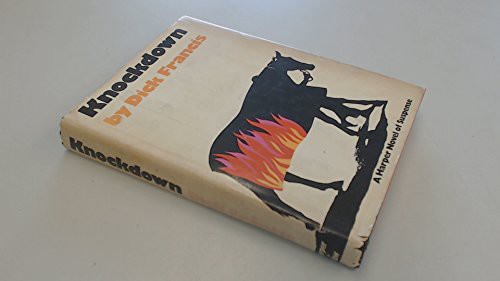 Knockdown
by Dick Francis
A Harper Novel of Suspense
Knockdown